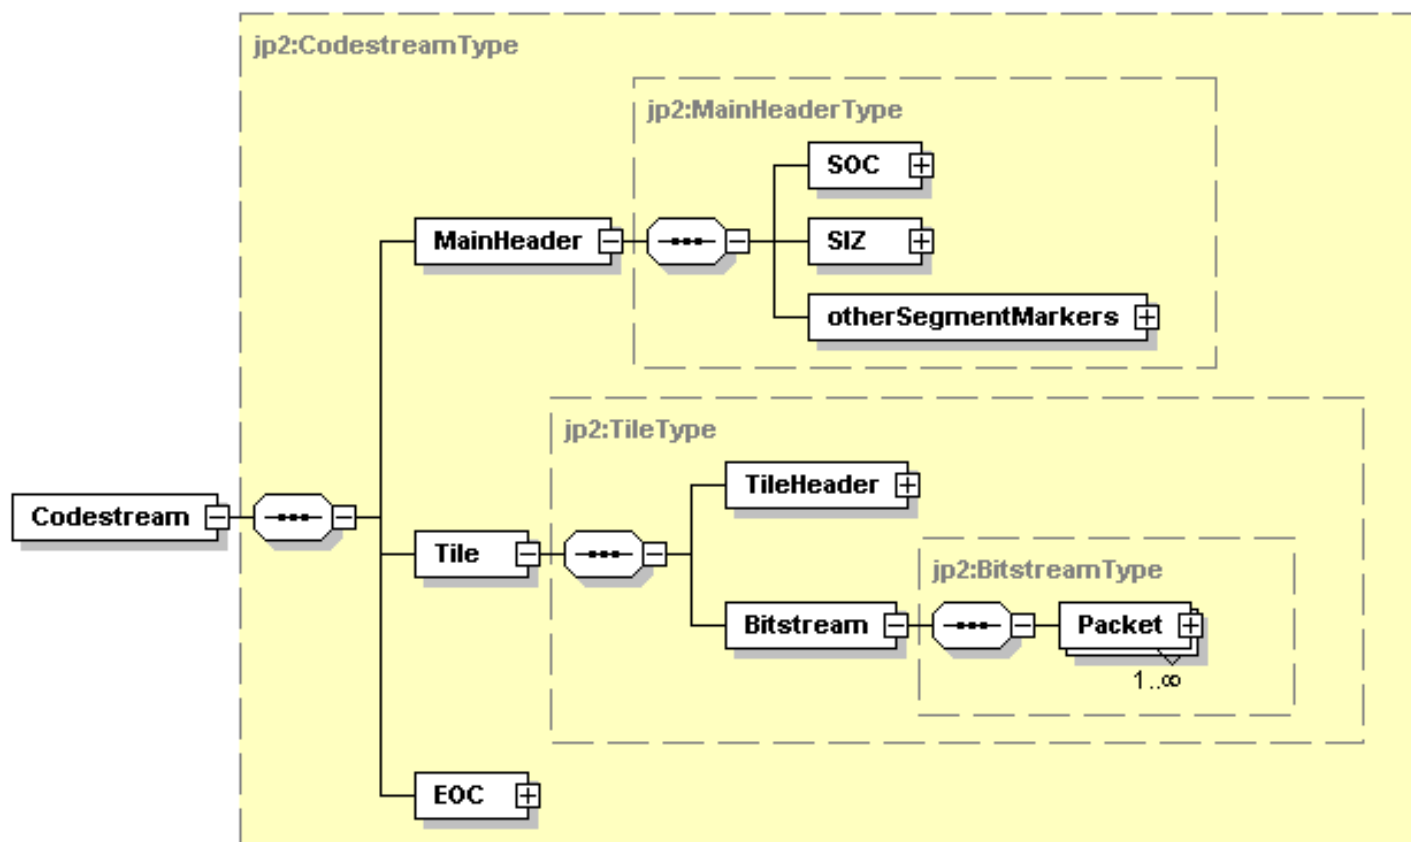 jp2:CodestreamType
jp2:MainHeaderType
SOC
MainHeader
SIZ
otherSegmentMarkers
jp2:TileType
TileHeader
Codestream
Tile
jp2:BitstreamType
Bitstream
Packet
1..∞
EOC